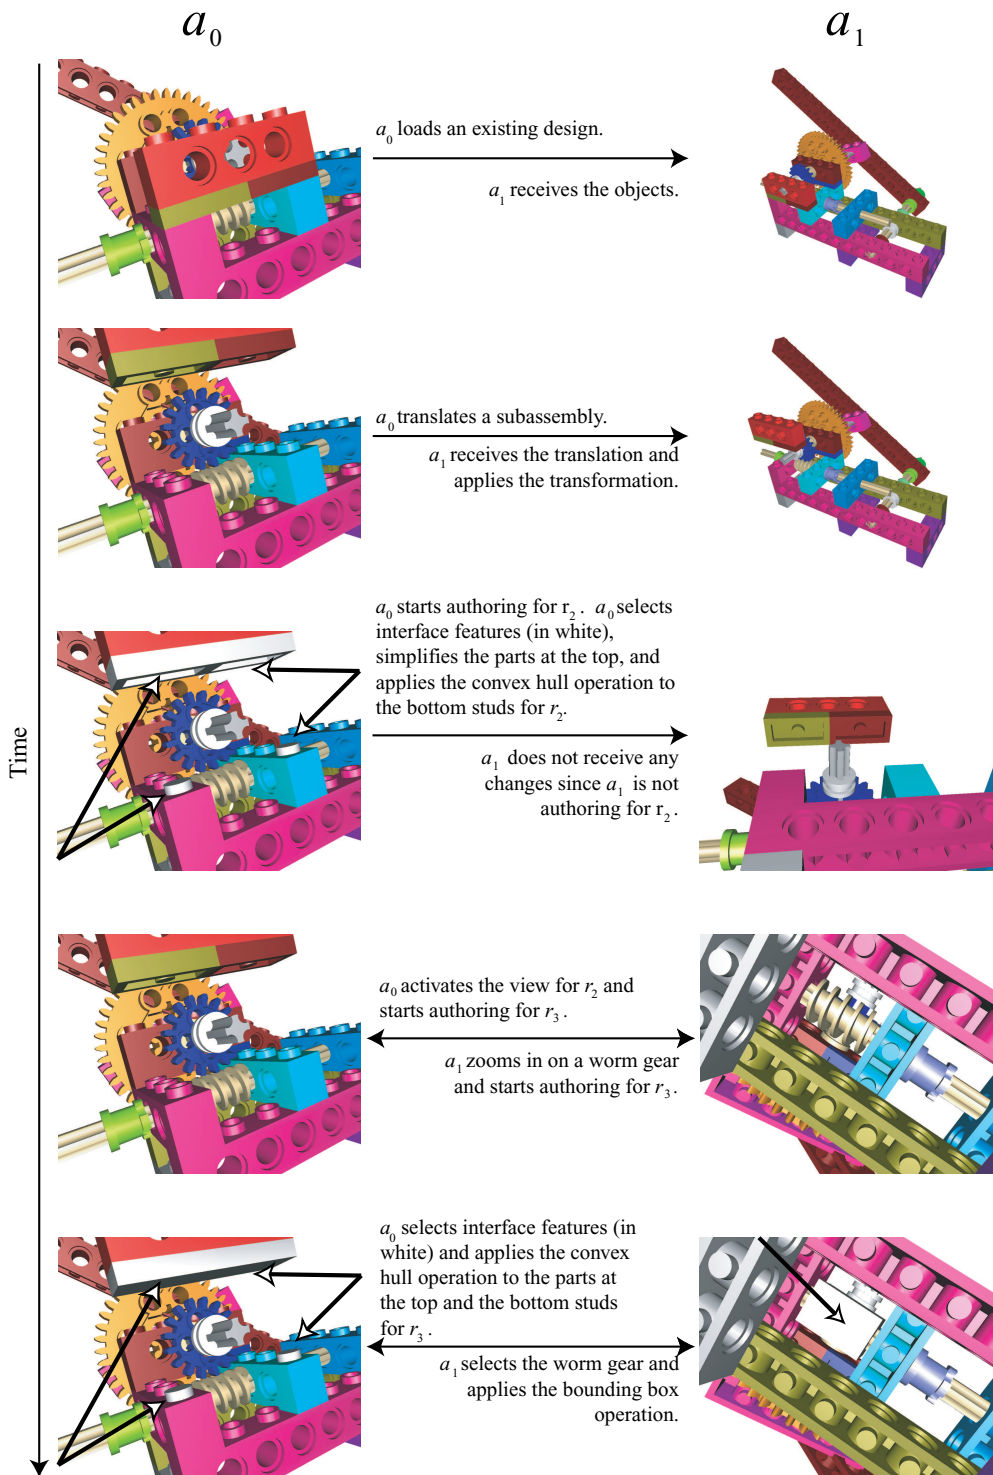 a0
a1
Time
a0 loads an existing design.
a1 receives the objects.
a0 translates a subassembly.
a1 receives the translation and
applies the transformation.
a0 starts authoring for r2 . a0 selects
interface features (in white),
simplifies the parts at the top, and
applies the convex hull operation to
the bottom studs for r2.
a1 does not receive any
changes since a1 is not
authoring for r2 .
a0 activates the view for r2 and
starts authoring for r3 .
a1 zooms in on a worm gear
and starts authoring for r3 .
a0 selects interface features (in
white) and applies the convex
hull operation to the parts at
the top and the bottom studs
for r3 .
a1 selects the worm gear and
applies the bounding box
operation.